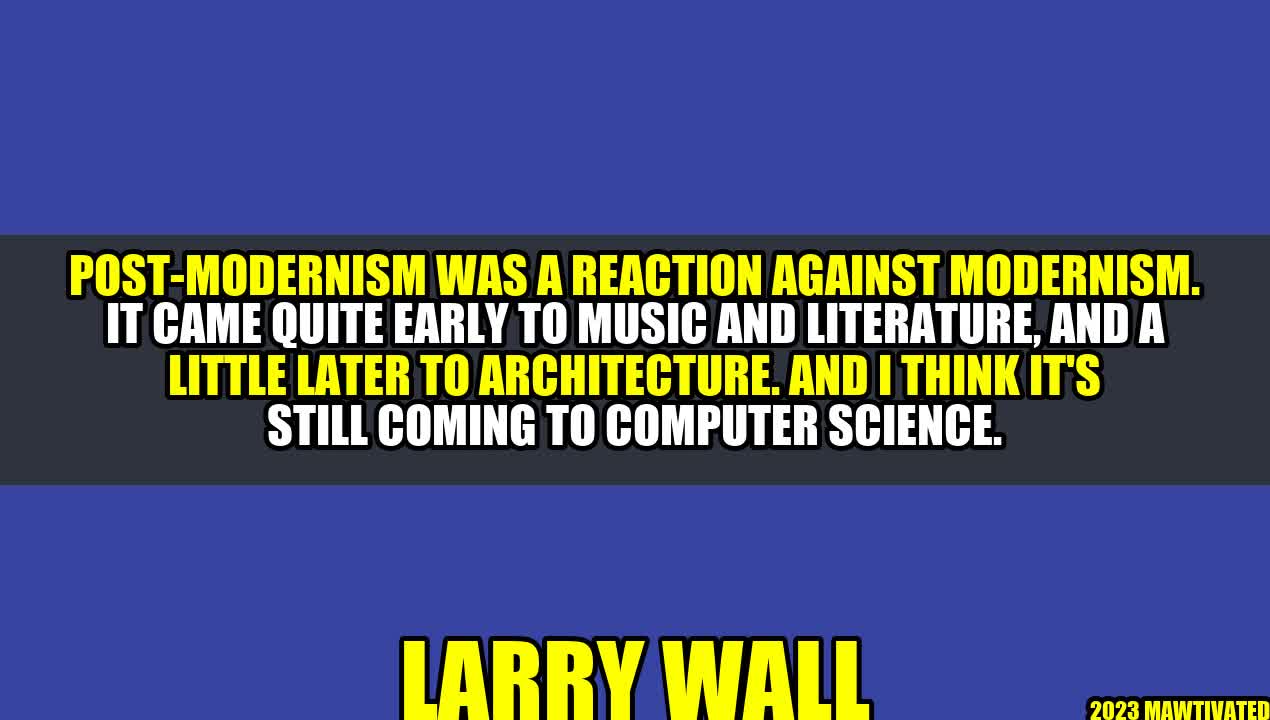 POST-MODERNISM WAS A REACTION AGAINST MODERNISM.
IT CAME QUITE EARLY TO MUSIC AND LITERATURE, AND A
LITTLE LATER TO ARCHITECTURE. AND I THINK IT'S
STILL COMING TO COMPUTER SCIENCE.
LARRY WALL
2023 MAWTIVATED